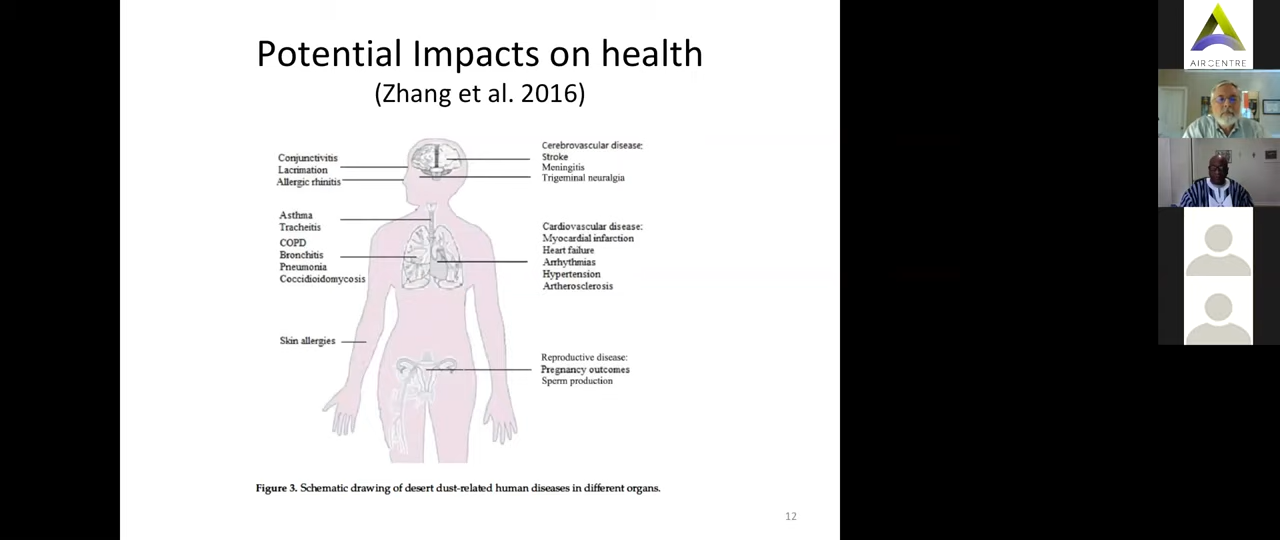 Potential Impacts on health
(Zhang et al. 2016)
Conjunctivitis
Lacrimation
Allergic rhinitis
Asthma
Tracheitis
COPD
Bronchitis
Pneumonia
Coccidioidomycosis
Skin allergies
Cerebrovascular disease:
Stroke
Meningitis
Trigeminal neuralgia
Cardiovascular disease:
Myocardial infarction
Heart failure
Arrhythmias
Hypertension
Artherosclerosis
Reproductive disease:
Pregnancy outcomes
Sperm production
Figure 3. Schematic drawing of desert dust-related human diseases in different organs.
12
AIRCENTRE